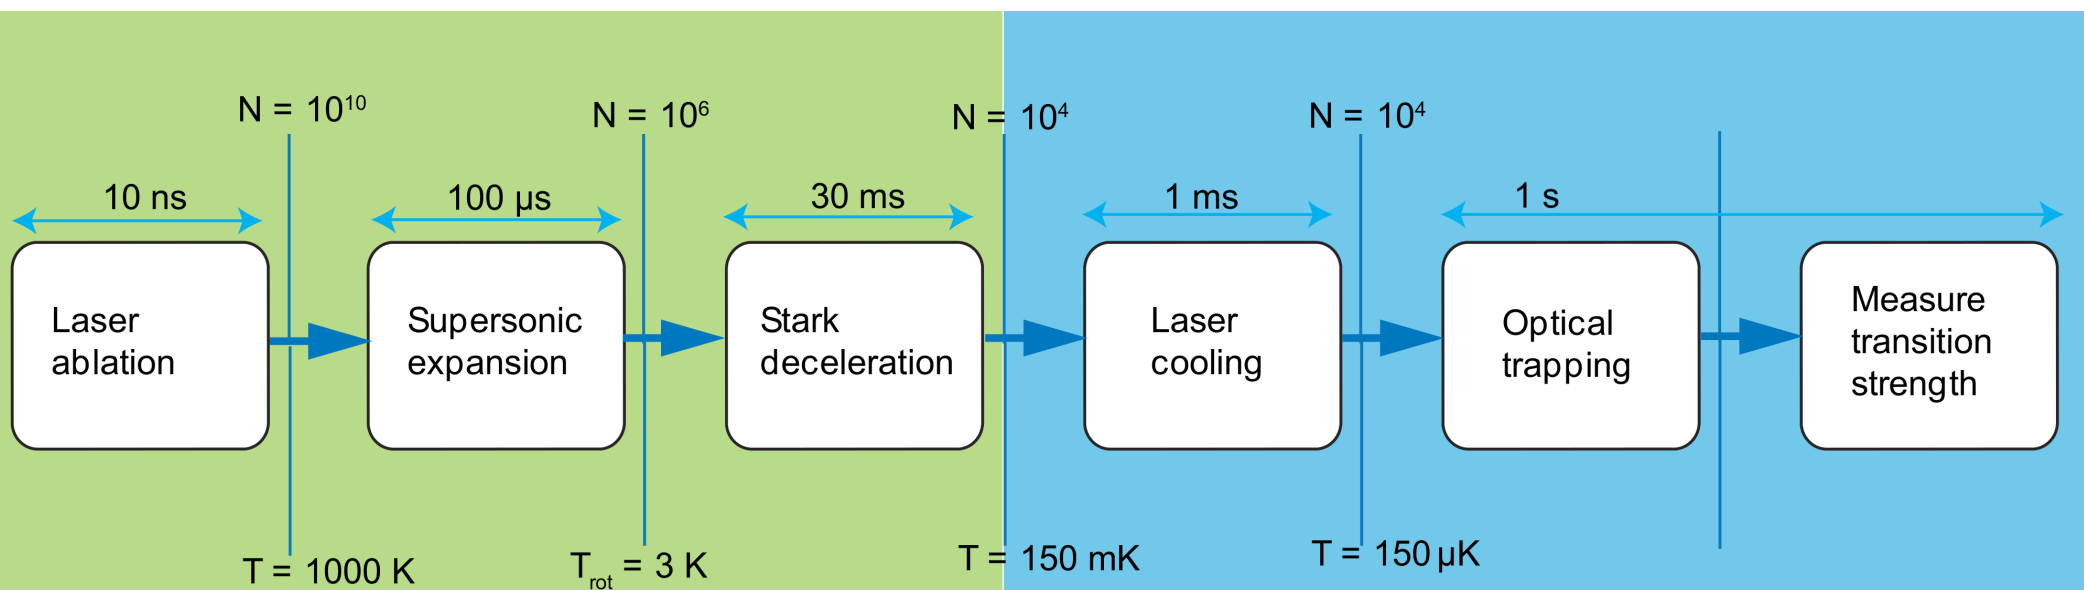 N = 10¹⁰
N = 10⁶
N = 10⁴
N = 10⁴
10 ns
100 µs
30 ms
1 ms
1 s
Laser
ablation
Supersonic
expansion
Stark
deceleration
Laser
cooling
Optical
trapping
Measure
transition
strength
T = 1000 K
Trot = 3 K
T = 150 mK
T = 150 µK